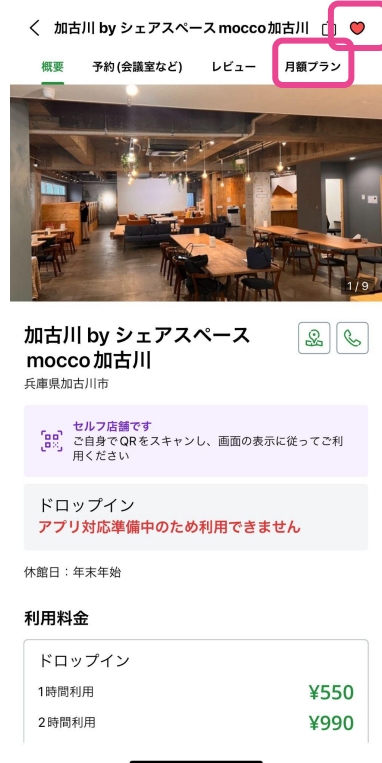 加古川 by シェアスペース mocco加古川
概要 予約(会議室など) レビュー 月額プラン
1/9
加古川 by シェアスペース
mocco加古川
兵庫県加古川市
セルフ店舗です
ご自身でQRをスキャンし、画面の表示に従ってご利
用ください
ドロップイン
アプリ対応準備中のため利用できません
休館日：年末年始
利用料金
ドロップイン
1時間利用 ¥550
2時間利用 ¥990